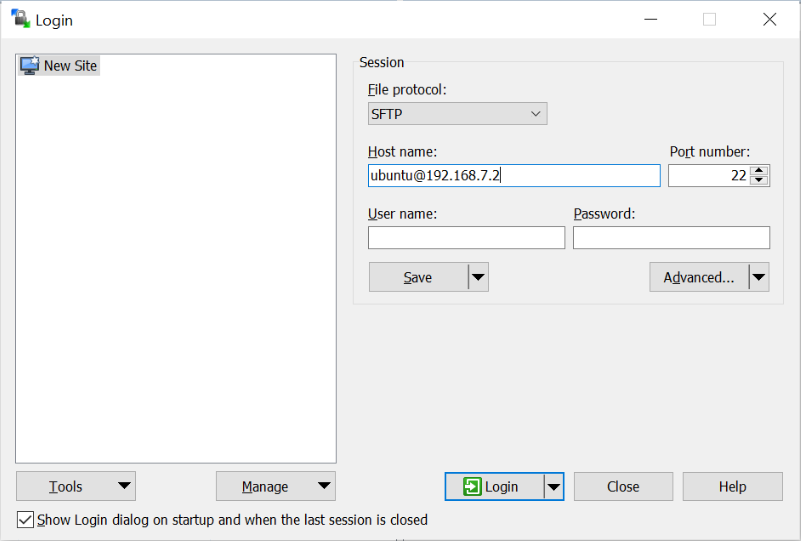 Login
New Site
Session
File protocol:
SFTP
Host name:
Port number:
ubuntu@192.168.7.2
22
User name:
Password:
Save
Advanced...
Tools
Manage
Login
Close
Help
Show Login dialog on startup and when the last session is closed